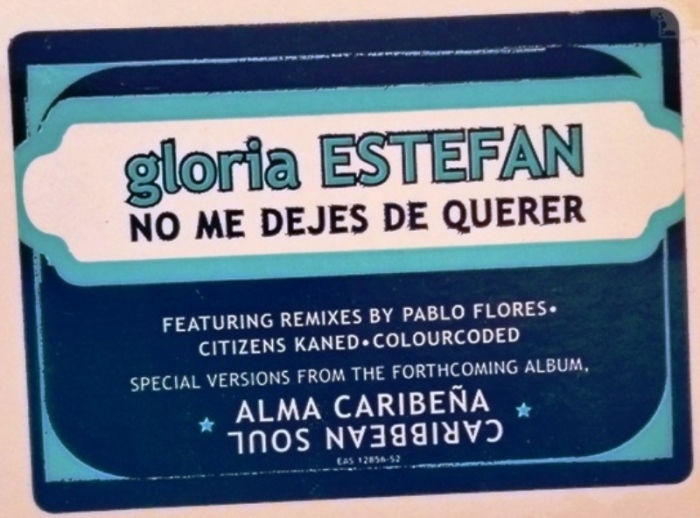 gloria ESTEFAN
NO ME DEJES DE QUERER
FEATURING REMIXES BY PABLO FLORES•
CITIZENS KANED•COLOURCODED
SPECIAL VERSIONS FROM THE FORTHCOMING ALBUM,
ALMA CARIBEÑA
CARIBBEAN SOUL
EAS 12856-S2